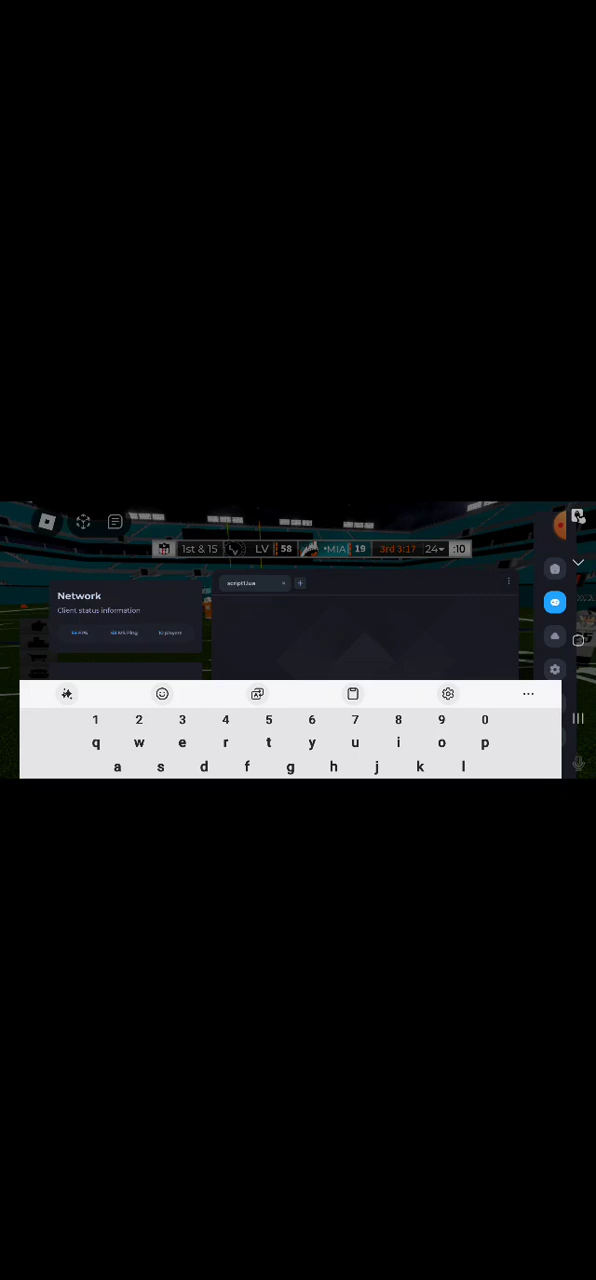 1st & 15 LV 58 •MIA 19 3rd 3:17 24 :10
script1.lua × +
Network
Client status information
1 2 3 4 5 6 7 8 9 0
q w e r t y u i o p
a s d f g h j k l